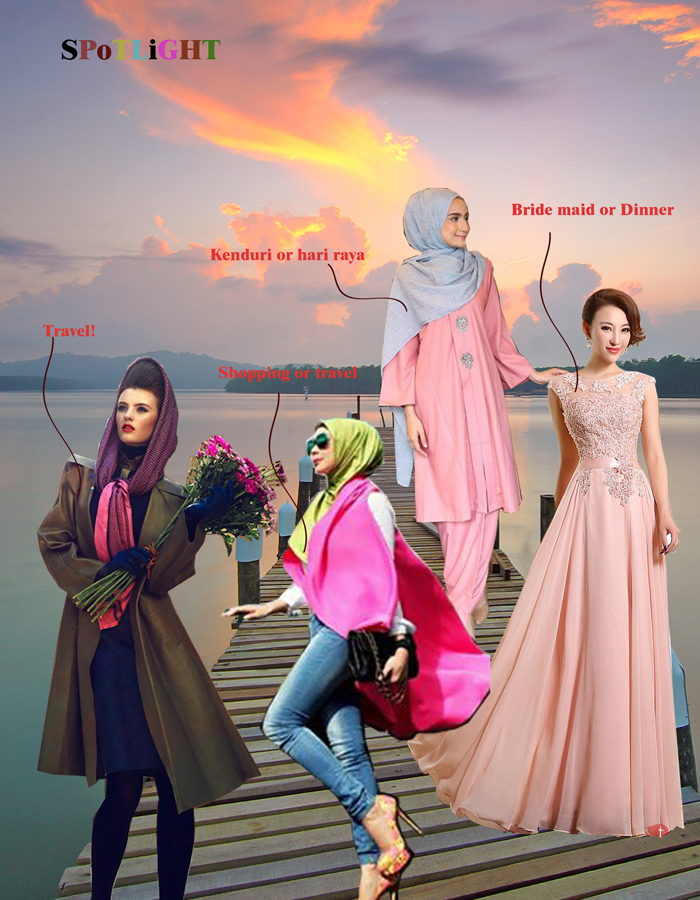 SPoTLiGHT
Bride maid or Dinner
Kenduri or hari raya
Travel!
Shopping or travel